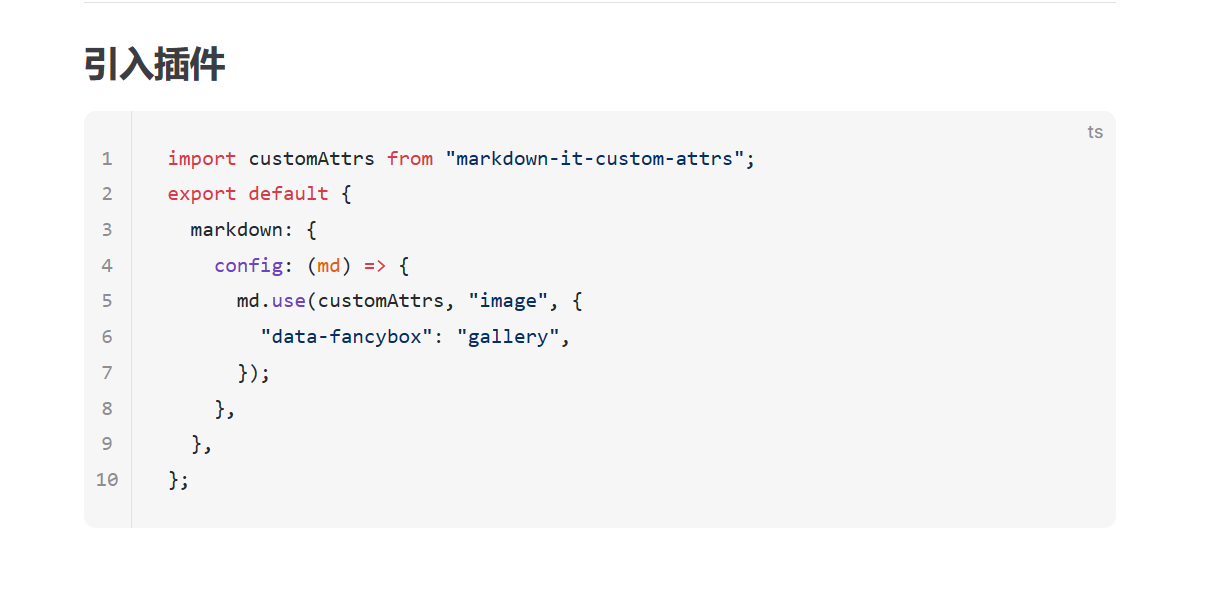 引入插件
ts
1 import customAttrs from "markdown-it-custom-attrs";
2 export default {
3   markdown: {
4     config: (md) => {
5       md.use(customAttrs, "image", {
6         "data-fancybox": "gallery",
7       });
8     },
9   },
10 };